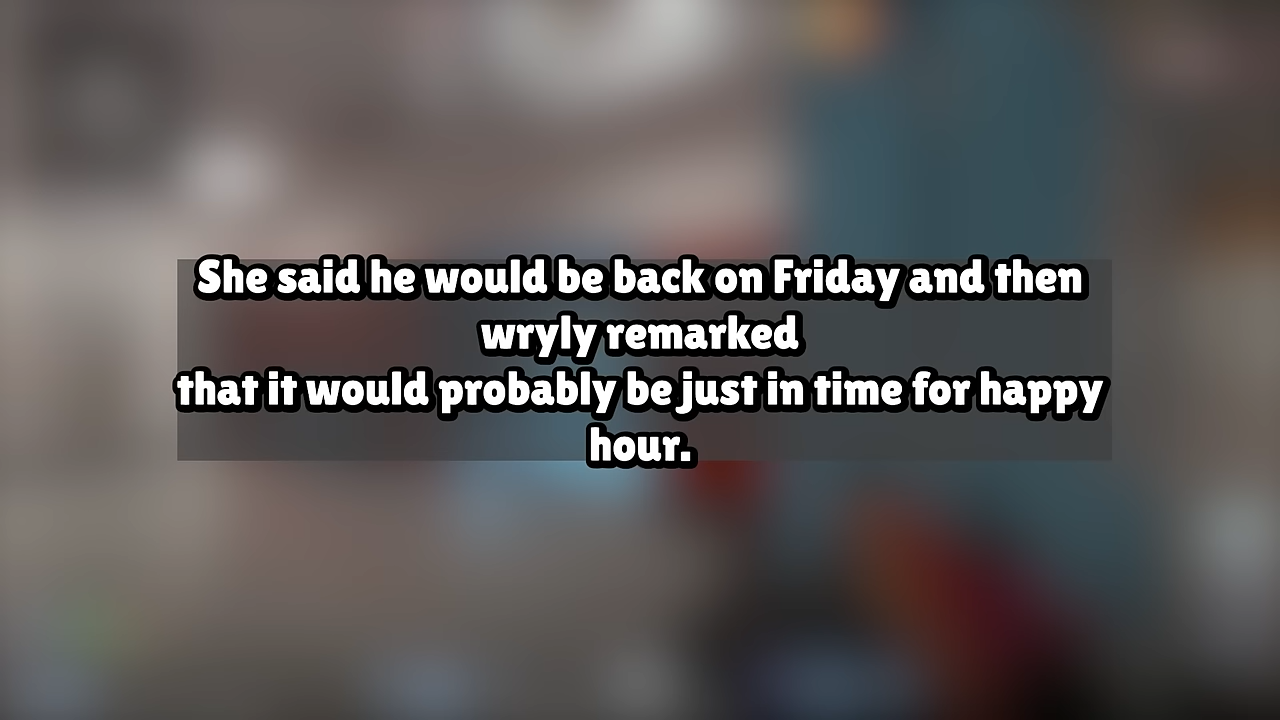 She said he would be back on Friday and then
wryly remarked
that it would probably be just in time for happy
hour.